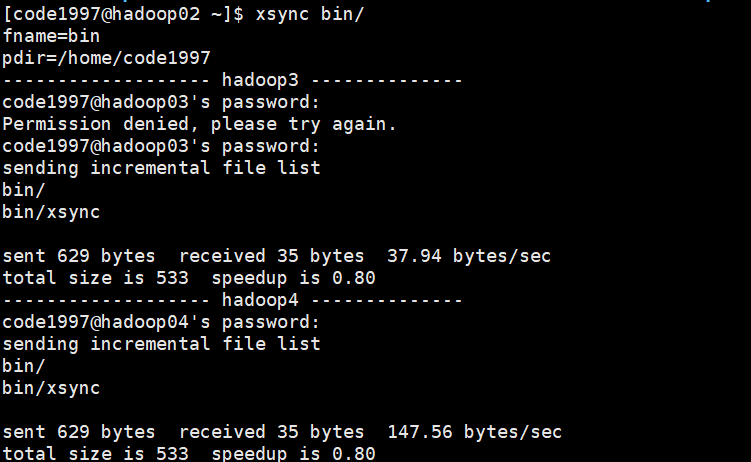 [code1997@hadoop02 ~]$ xsync bin/
fname=bin
pdir=/home/code1997
------------------- hadoop3 --------------
code1997@hadoop03's password:
Permission denied, please try again.
code1997@hadoop03's password:
sending incremental file list
bin/
bin/xsync
sent 629 bytes  received 35 bytes  37.94 bytes/sec
total size is 533  speedup is 0.80
------------------- hadoop4 --------------
code1997@hadoop04's password:
sending incremental file list
bin/
bin/xsync
sent 629 bytes  received 35 bytes  147.56 bytes/sec
total size is 533  speedup is 0.80